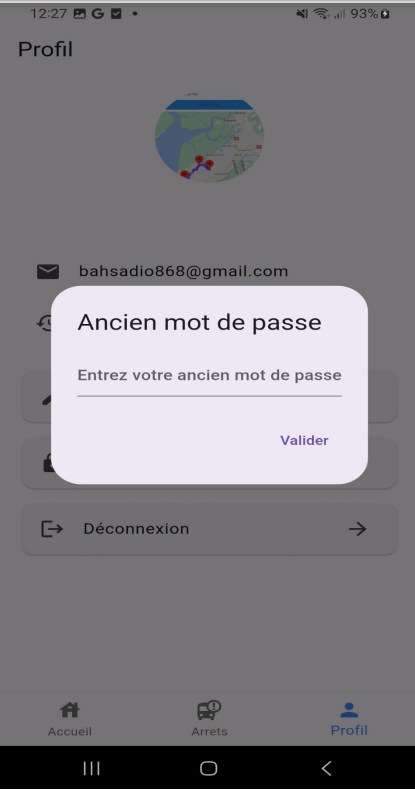 12:27
93%
Profil
bahsadio868@gmail.com
Ancien mot de passe
Entrez votre ancien mot de passe
Valider
Déconnexion
Accueil
Arrets
Profil